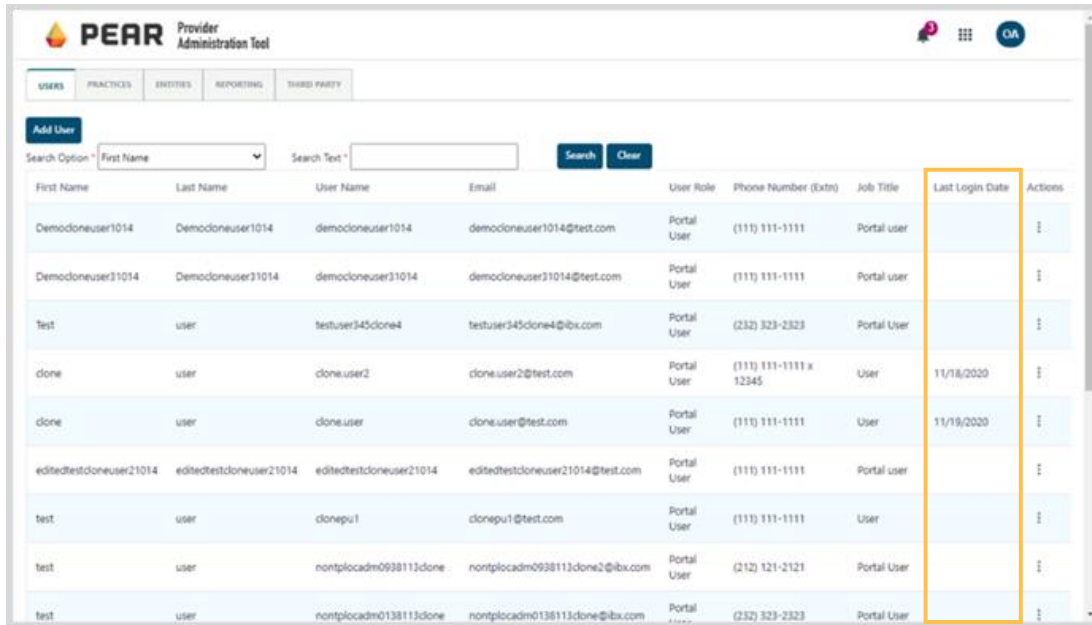 PEAR Provider
Administration Tool
3
OA
USERS PRACTICES ENTITIES REPORTING THIRD PARTY
Add User
Search Option * First Name Search Text * Search Clear
First Name Last Name User Name Email User Role Phone Number (Extn) Job Title Last Login Date Actions
Democloneuser1014 Democloneuser1014 democloneuser1014 democloneuser1014@test.com Portal User (111) 111-1111 Portal user
Democloneuser31014 Democloneuser31014 democloneuser31014 democloneuser31014@test.com Portal User (111) 111-1111 Portal user
Test user testuser345clone4 testuser345clone4@ibx.com Portal User (232) 323-2323 Portal User
clone user clone.user2 clone.user2@test.com Portal User (111) 111-1111 x 12345 User 11/18/2020
clone user clone.user clone.user@test.com Portal User (111) 111-1111 User 11/19/2020
editedtestcloneuser21014 editedtestcloneuser21014 editedtestcloneuser21014 editedtestcloneuser21014@test.com Portal User (111) 111-1111 Portal user
test user clonepu1 clonepu1@test.com Portal User (111) 111-1111 User
test user nontplocadm0938113clone nontplocadm0938113clone2@ibx.com Portal User (212) 121-2121 Portal User
test user nontplocadm0138113clone nontplocadm0138113clone@ibx.com Portal (232) 323-2323 Portal User